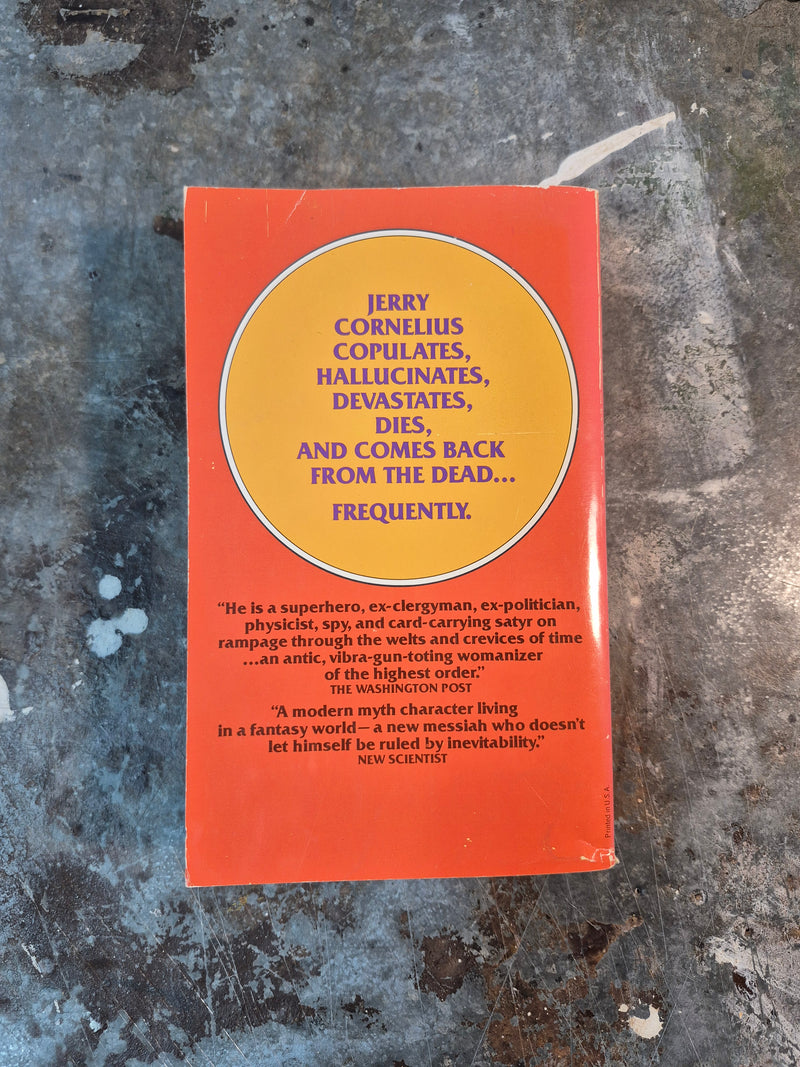 JERRY
CORNELIUS
COPULATES,
HALLUCINATES,
DEVASTATES,
DIES,
AND COMES BACK
FROM THE DEAD...
FREQUENTLY.
“He is a superhero, ex-clergyman, ex-politician,
physicist, spy, and card-carrying satyr on
rampage through the welts and crevices of time
...an antic, vibra-gun-toting womanizer
of the highest order.”
THE WASHINGTON POST
“A modern myth character living
in a fantasy world—a new messiah who doesn’t
let himself be ruled by inevitability.”
NEW SCIENTIST
Printed in U.S.A.